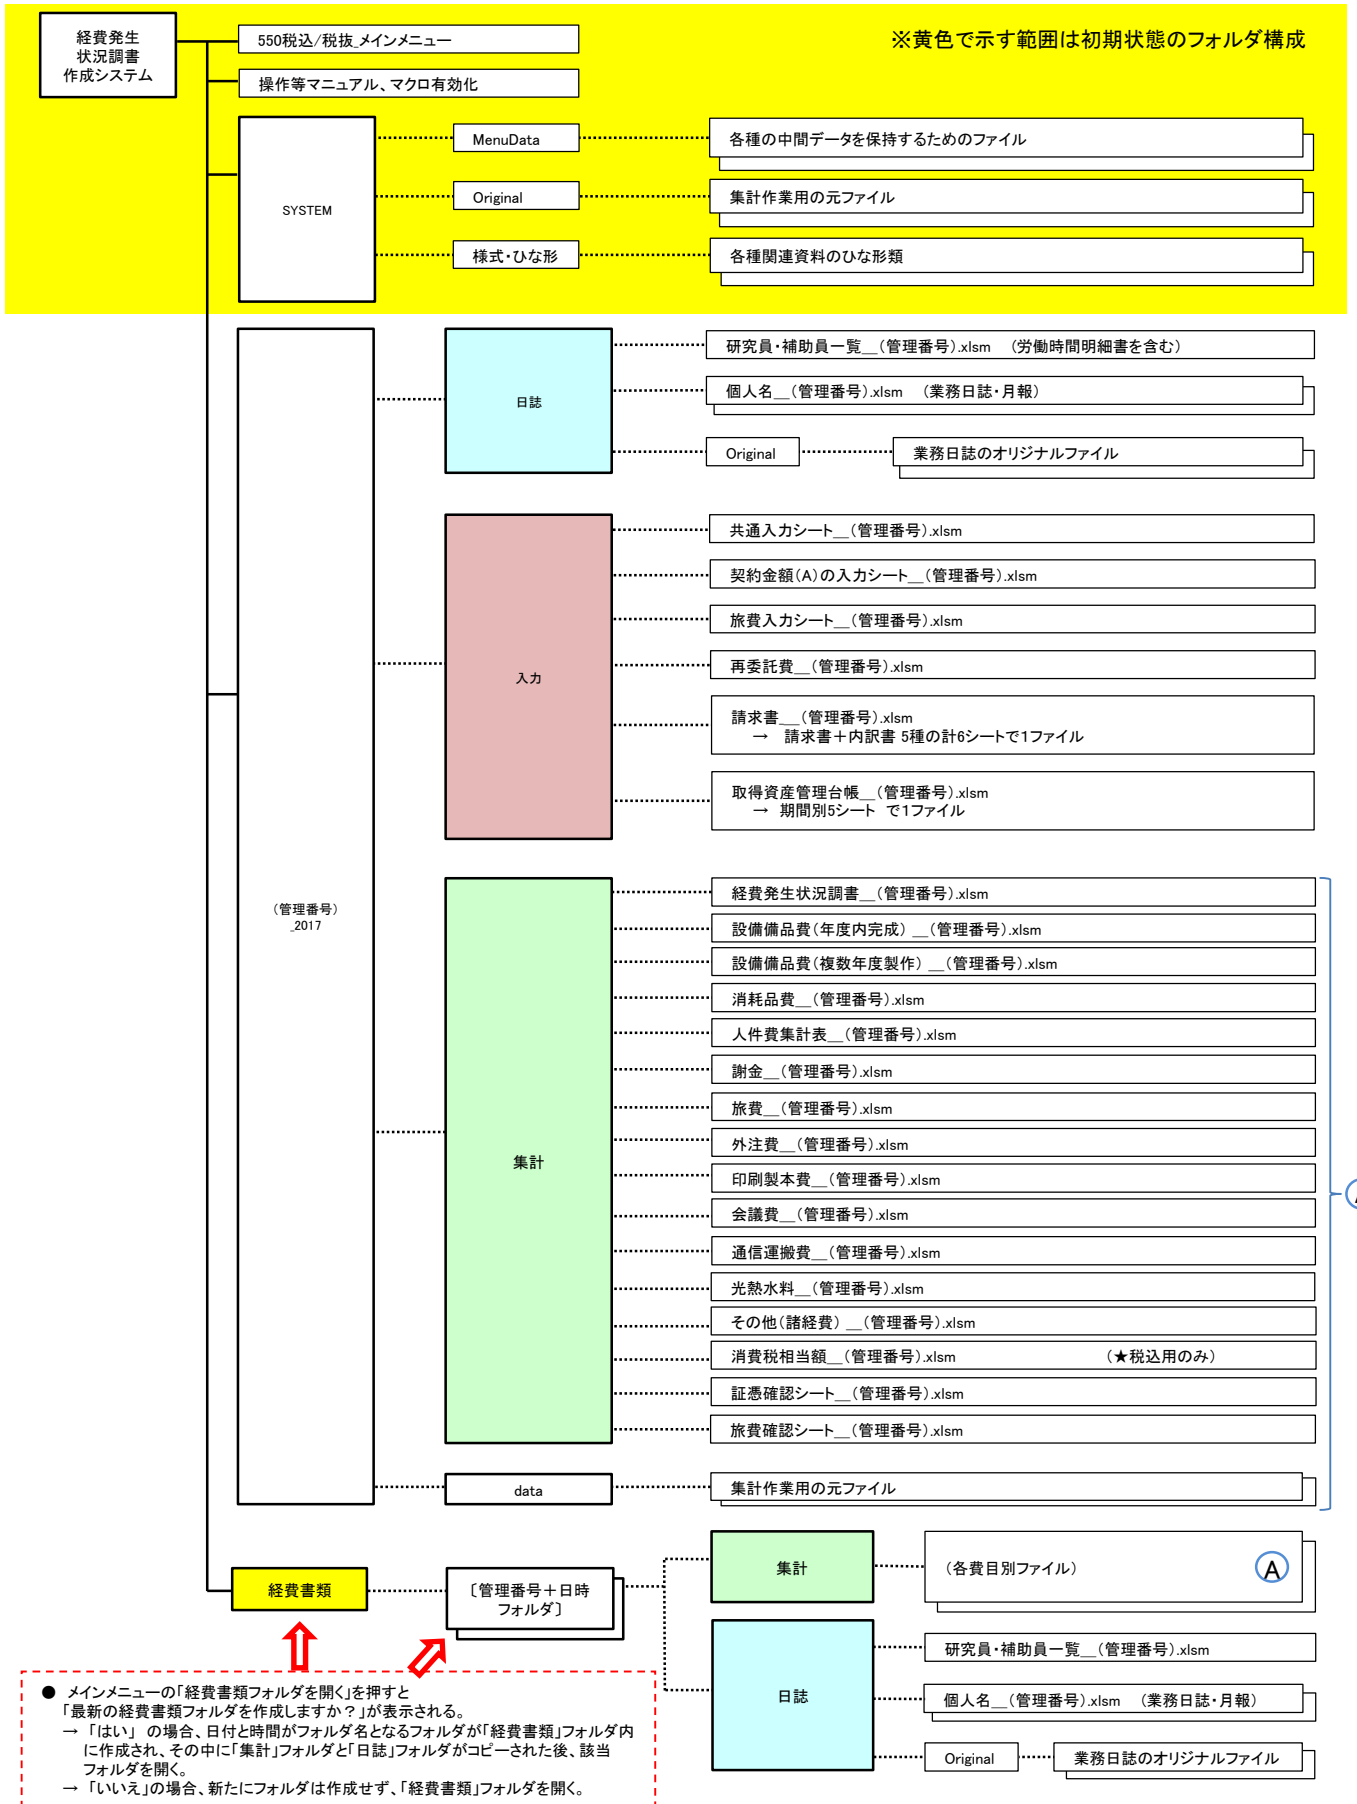 経費発生
状況調書
作成システム
550税込/税抜_メインメニュー
※黄色で示す範囲は初期状態のフォルダ構成
操作等マニュアル、マクロ有効化
SYSTEM
MenuData
各種の中間データを保持するためのファイル
Original
集計作業用の元ファイル
様式・ひな形
各種関連資料のひな形類
(管理番号)
_2017
日誌
研究員・補助員一覧__(管理番号).xlsm (労働時間明細書を含む)
個人名__(管理番号).xlsm (業務日誌・月報)
Original
業務日誌のオリジナルファイル
入力
共通入力シート__(管理番号).xlsm
契約金額(A)の入力シート__(管理番号).xlsm
旅費入力シート__(管理番号).xlsm
再委託費__(管理番号).xlsm
請求書__(管理番号).xlsm
→ 請求書+内訳書 5種の計6シートで1ファイル
取得資産管理台帳__(管理番号).xlsm
→ 期間別5シート で1ファイル
集計
経費発生状況調書__(管理番号).xlsm
設備備品費(年度内完成) __(管理番号).xlsm
設備備品費(複数年度製作) __(管理番号).xlsm
消耗品費__(管理番号).xlsm
人件費集計表__(管理番号).xlsm
謝金__(管理番号).xlsm
旅費__(管理番号).xlsm
外注費__(管理番号).xlsm
印刷製本費__(管理番号).xlsm
会議費__(管理番号).xlsm
通信運搬費__(管理番号).xlsm
光熱水料__(管理番号).xlsm
その他(諸経費) __(管理番号).xlsm
消費税相当額__(管理番号).xlsm (★税込用のみ)
証憑確認シート__(管理番号).xlsm
旅費確認シート__(管理番号).xlsm
data
集計作業用の元ファイル
経費書類
〔管理番号+日時
フォルダ〕
集計
(各費目別ファイル)
A
日誌
研究員・補助員一覧__(管理番号).xlsm
個人名__(管理番号).xlsm (業務日誌・月報)
Original
業務日誌のオリジナルファイル
● メインメニューの「経費書類フォルダを開く」を押すと
「最新の経費書類フォルダを作成しますか?」が表示される。
→ 「はい」 の場合、日付と時間がフォルダ名となるフォルダが「経費書類」フォルダ内
に作成され、その中に「集計」フォルダと「日誌」フォルダがコピーされた後、該当
フォルダを開く。
→ 「いいえ」の場合、新たにフォルダは作成せず、「経費書類」フォルダを開く。